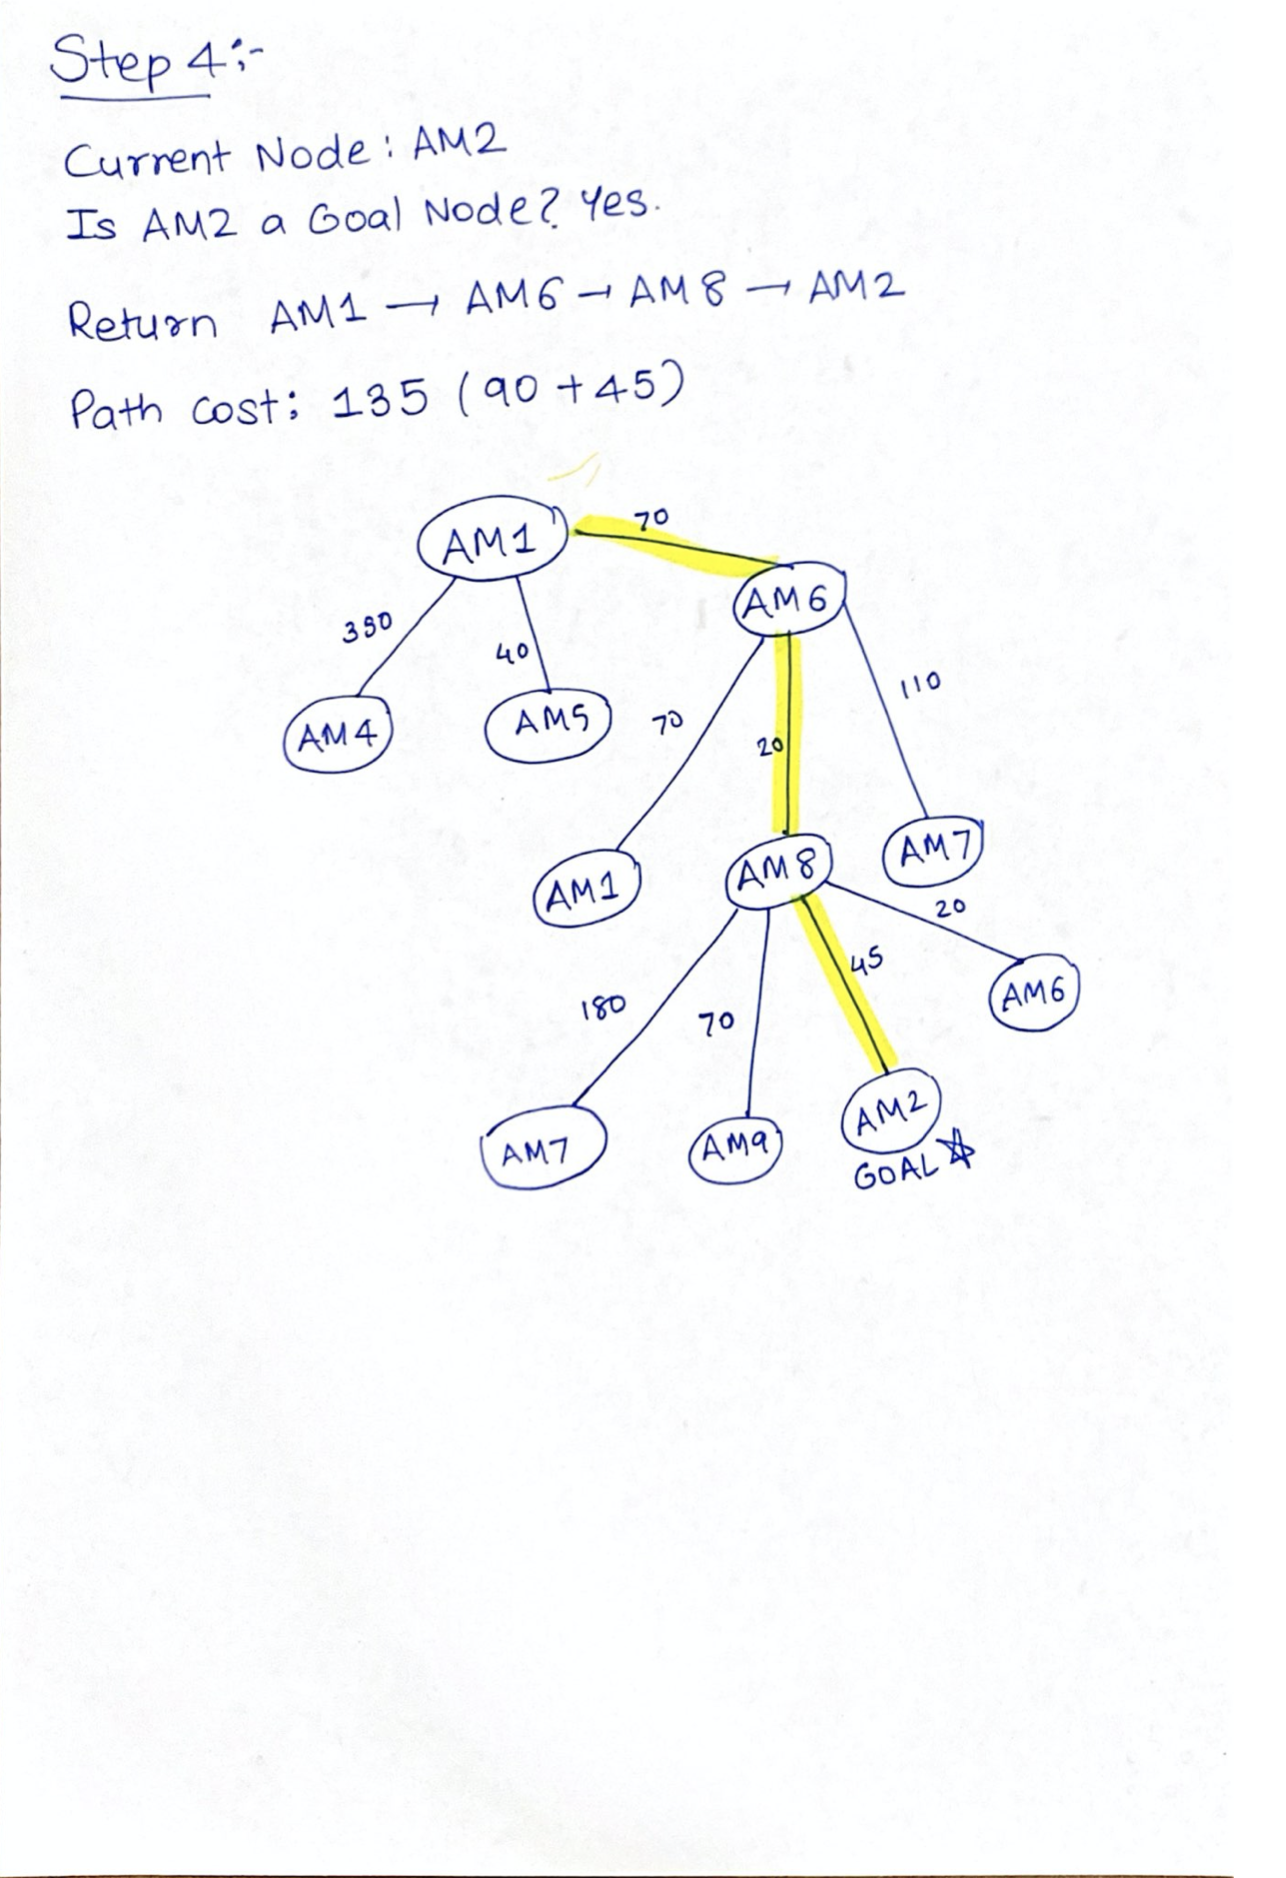 Step 4:-
Current Node: AM2
Is AM2 a Goal Node? Yes.
Return AM1 → AM6 → AM8 → AM2
Path cost: 135 (90 + 45)
AM1
70
AM6
40
110
AM4
AM5
70
20
AM1
AM8
AM7
20
180
70
45
AM6
AM7
AM9
AM2
GOAL